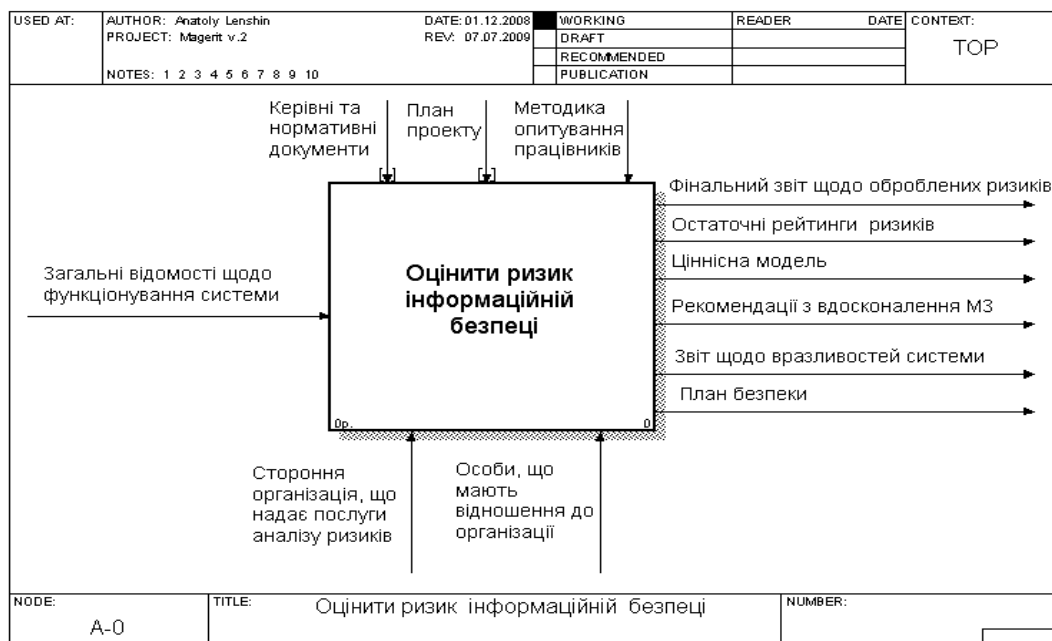 USED AT:
AUTHOR: Anatoly Lenshin
DATE: 01.12.2008
WORKING
READER
DATE
CONTEXT:
PROJECT: Magerit v.2
REV: 07.07.2009
DRAFT
TOP
RECOMMENDED
NOTES: 1 2 3 4 5 6 7 8 9 10
PUBLICATION
Керівні та
нормативні
документи
План
проекту
Методика
опитування
працівників
Загальні відомості щодо
функціонування системи
Оцінити ризик
інформаційній
безпеці
0р.
0
Фінальний звіт щодо оброблених ризиків
Остаточні рейтинги ризиків
Ціннісна модель
Рекомендації з вдосконалення МЗ
Звіт щодо вразливостей системи
План безпеки
Стороння
організація, що
надає послуги
аналізу ризиків
Особи, що
мають
відношення до
організації
NODE:
A-0
TITLE:
Оцінити ризик інформаційній безпеці
NUMBER: